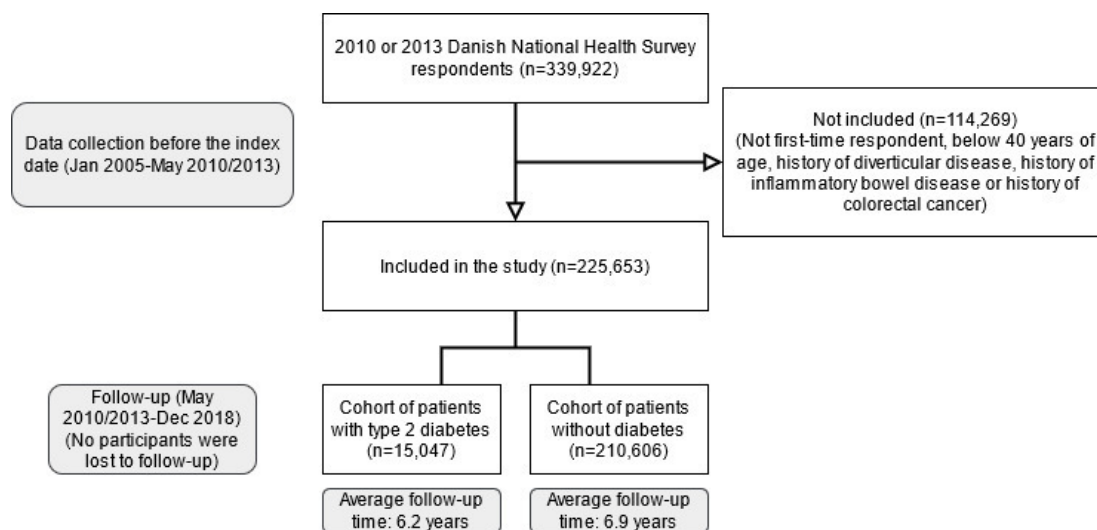 2010 or 2013 Danish National Health Survey
respondents (n=339,922)
Data collection before the index
date (Jan 2005-May 2010/2013)
Not included (n=114,269)
(Not first-time respondent, below 40 years of
age, history of diverticular disease, history of
inflammatory bowel disease or history of
colorectal cancer)
Included in the study (n=225,653)
Follow-up (May
2010/2013-Dec 2018)
(No participants were
lost to follow-up)
Cohort of patients
with type 2 diabetes
(n=15,047)
Cohort of patients
without diabetes
(n=210,606)
Average follow-up
time: 6.2 years
Average follow-up
time: 6.9 years